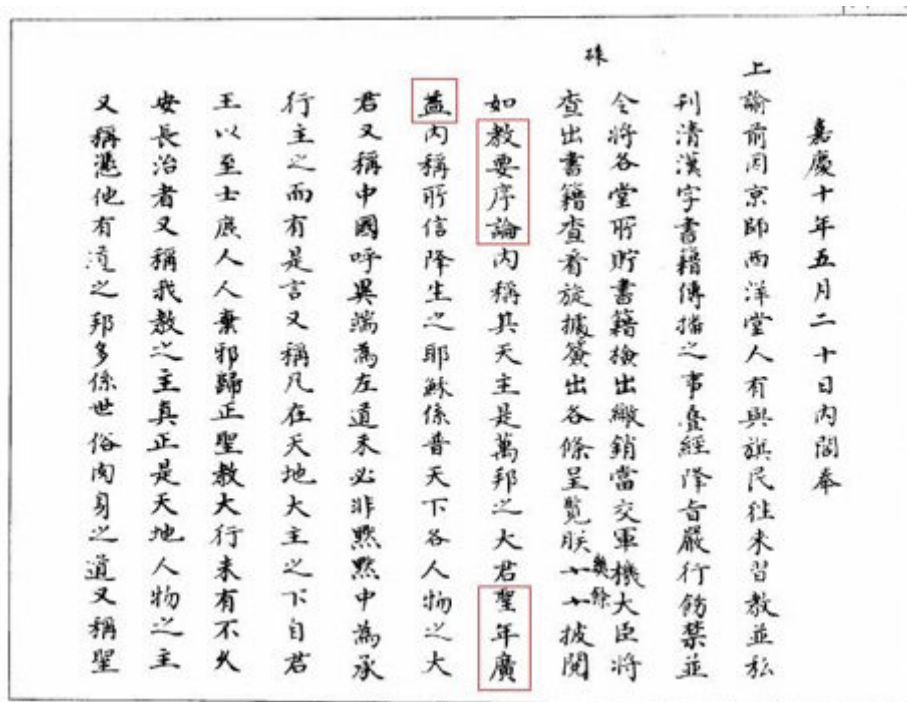 嘉慶十年五月二十日內閣奉
上諭前因京師西洋堂人有與旗民往來習教並私
刊清漢字書籍傳播之事疊經降旨嚴行飭禁並
令將各堂所貯書籍檢出繳銷當交軍機大臣將
硃
查出書籍查看旋據簽出各條呈覽朕幾餘披閱
如教要序論內稱其天主是萬邦之大君聖年廣
益內稱所信降生之耶穌係普天下各人物之大
君又稱中國呼異端為左道未必非默默中為承
行主之而有是言又稱凡在天地大主之下自君
王以至士庶人人棄邪歸正聖教大行未有不久
安長治者又稱我教之主真正是天地人物之主
又稱憑他有道之邦多係世俗肉身之道又稱聖